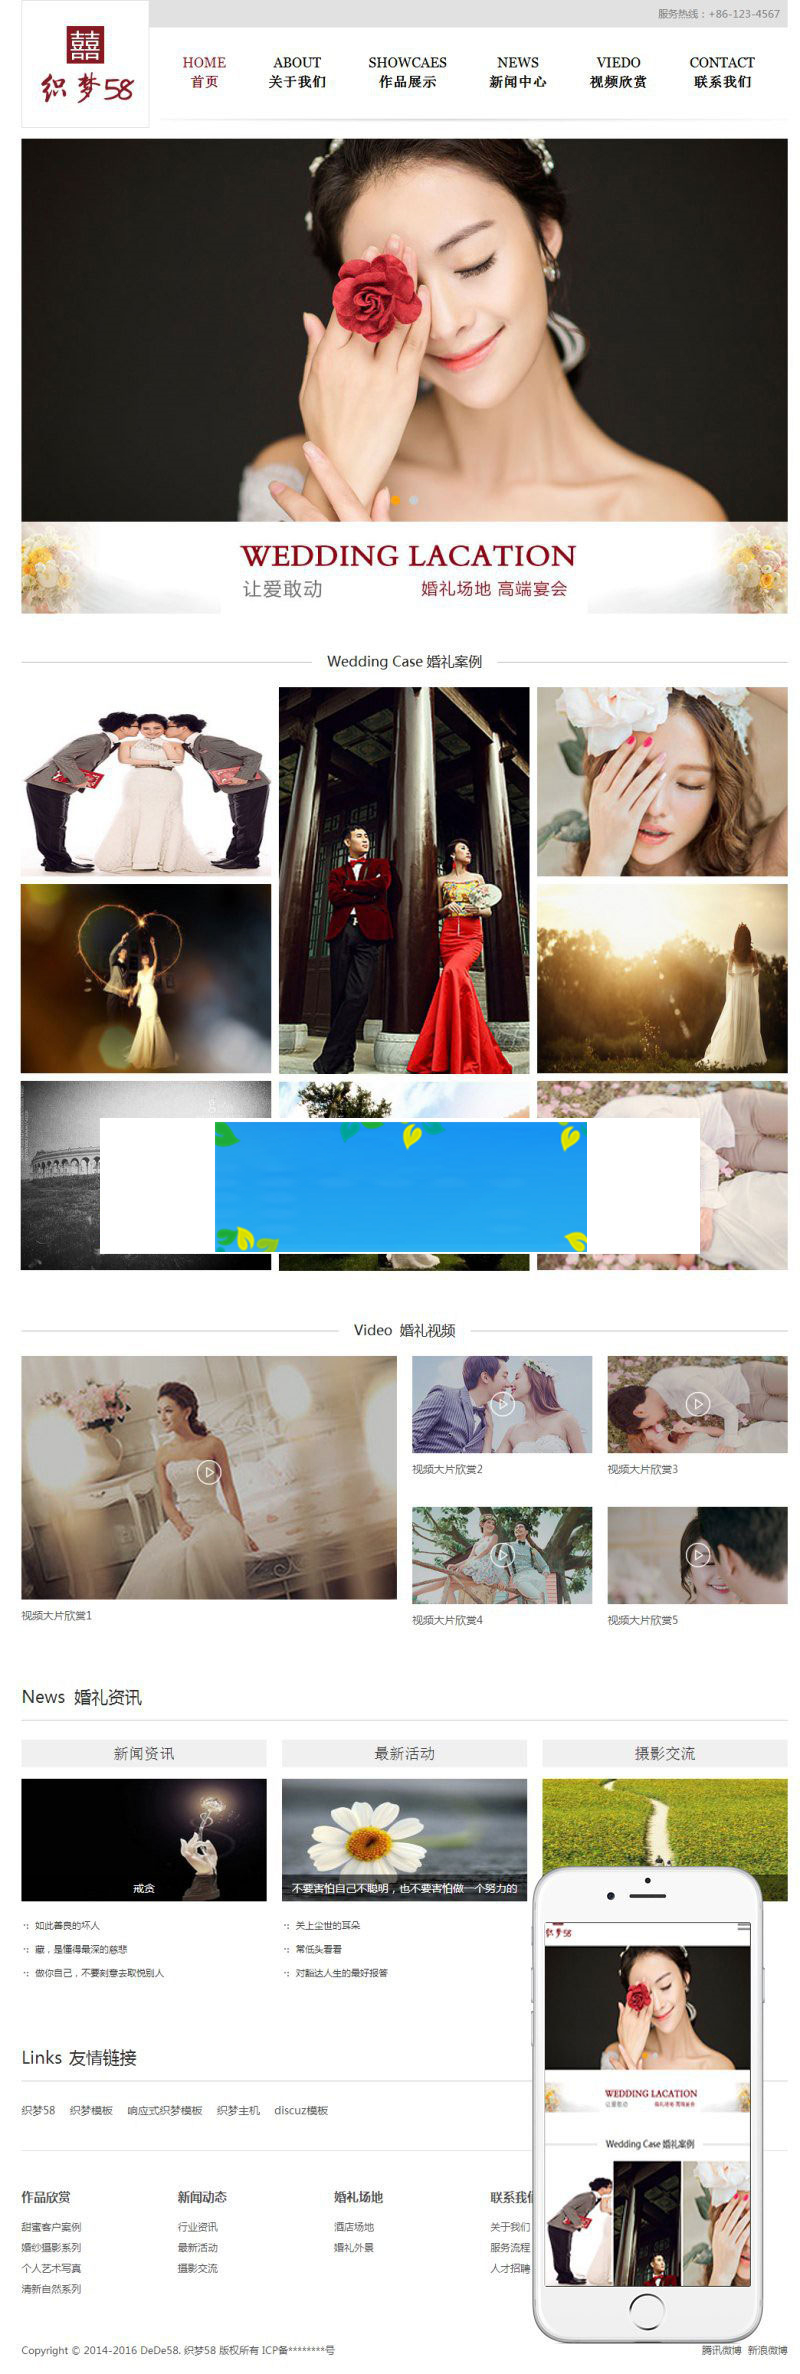 服务热线：+86-123-4567
囍
织梦58
HOME ABOUT SHOWCAES NEWS VIEDO CONTACT
首页 关于我们 作品展示 新闻中心 视频欣赏 联系我们
WEDDING LACATION
让爱敢动 婚礼场地 高端宴会
Wedding Case 婚礼案例
Video 婚礼视频
视频大片欣赏2 视频大片欣赏3
视频大片欣赏1
视频大片欣赏4 视频大片欣赏5
News 婚礼资讯
新闻资讯 最新活动 摄影交流
戒贪 不要害怕自己不聪明，也不要害怕做一个努力的
如此善良的坏人 关上尘世的耳朵
藏，是懂得最深的慈悲 常低头看看
做你自己，不要刻意去取悦别人 对豁达人生的最好报答
Links 友情链接
织梦58 织梦模板 响应式织梦模板 织梦主机 discuz模板
作品欣赏 新闻动态 婚礼场地 联系我们
甜蜜客户案例 行业资讯 酒店场地 关于我们
婚纱摄影系列 最新活动 婚礼外景 服务流程
个人艺术写真 摄影交流 人才招聘
清新自然系列
织梦58
WEDDING LACATION
让爱敢动 婚礼场地 高端宴会
Wedding Case 婚礼案例
Copyright © 2014-2016 DeDe58. 织梦58 版权所有 ICP备********号 腾讯微博 新浪微博